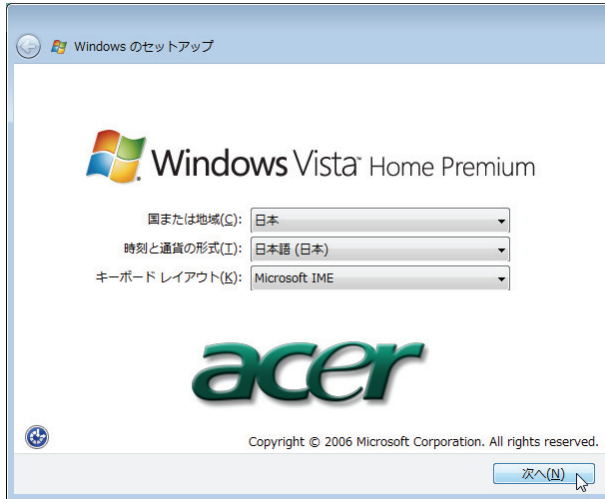 Windows のセットアップ
Windows Vista™ Home Premium
国または地域(C): 日本
時刻と通貨の形式(T): 日本語 (日本)
キーボード レイアウト(K): Microsoft IME
acer
Copyright © 2006 Microsoft Corporation. All rights reserved.
次へ(N)